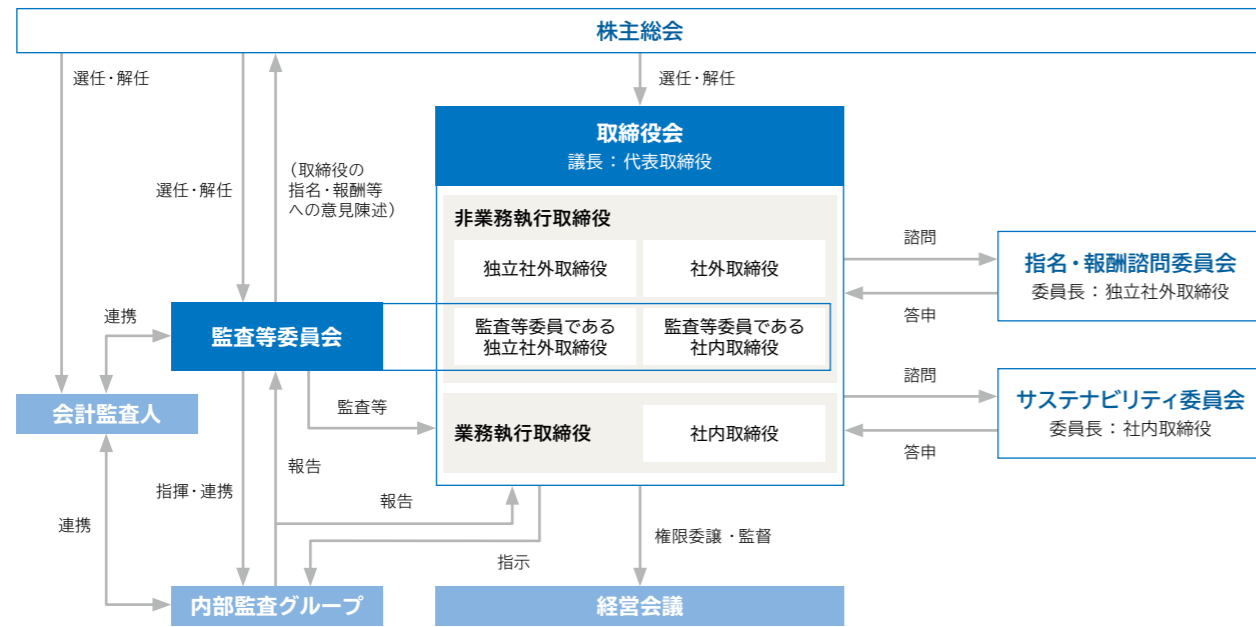 株主総会
選任・解任
選任・解任
選任・解任
(取締役の
指名・報酬等
への意見陳述)
取締役会
議長：代表取締役
非業務執行取締役
独立社外取締役
社外取締役
監査等委員である
独立社外取締役
監査等委員である
社内取締役
業務執行取締役
社内取締役
諮問
答申
指名・報酬諮問委員会
委員長：独立社外取締役
諮問
答申
サステナビリティ委員会
委員長：社内取締役
連携
監査等委員会
会計監査人
監査等
報告
指揮・連携
報告
連携
指示
権限委譲・監督
内部監査グループ
経営会議